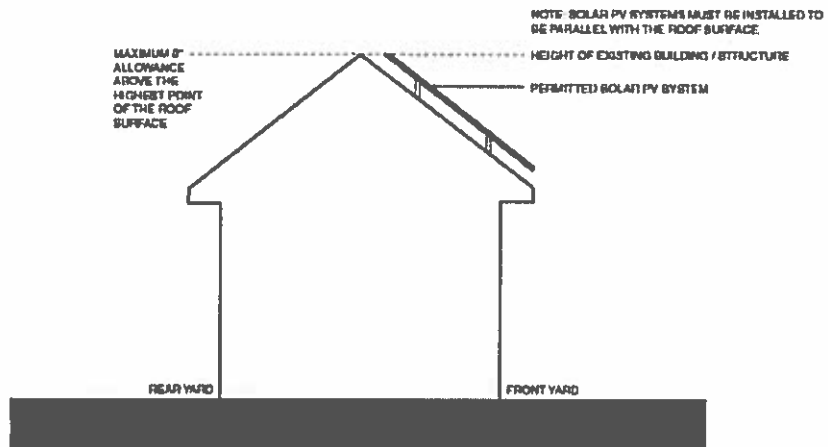 NOTE: SOLAR PV SYSTEMS MUST BE INSTALLED TO
BE PARALLEL WITH THE ROOF SURFACE.
MAXIMUM 8"
ALLOWANCE
ABOVE THE
HIGHEST POINT
OF THE ROOF
SURFACE
HEIGHT OF EXISTING BUILDING / STRUCTURE
PERMITTED SOLAR PV SYSTEM
REAR YARD
FRONT YARD